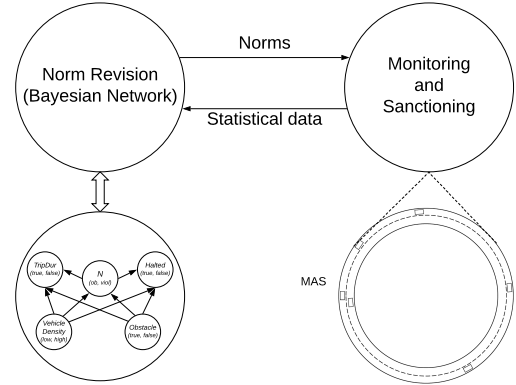 Norms
Norm Revision
(Bayesian Network)
Monitoring
and
Sanctioning
Statistical data
TripDur
(true, false)
N
(ob, viol)
Halted
(true, false)
Vehicle
Density
(low, high)
Obstacle
(true, false)
MAS